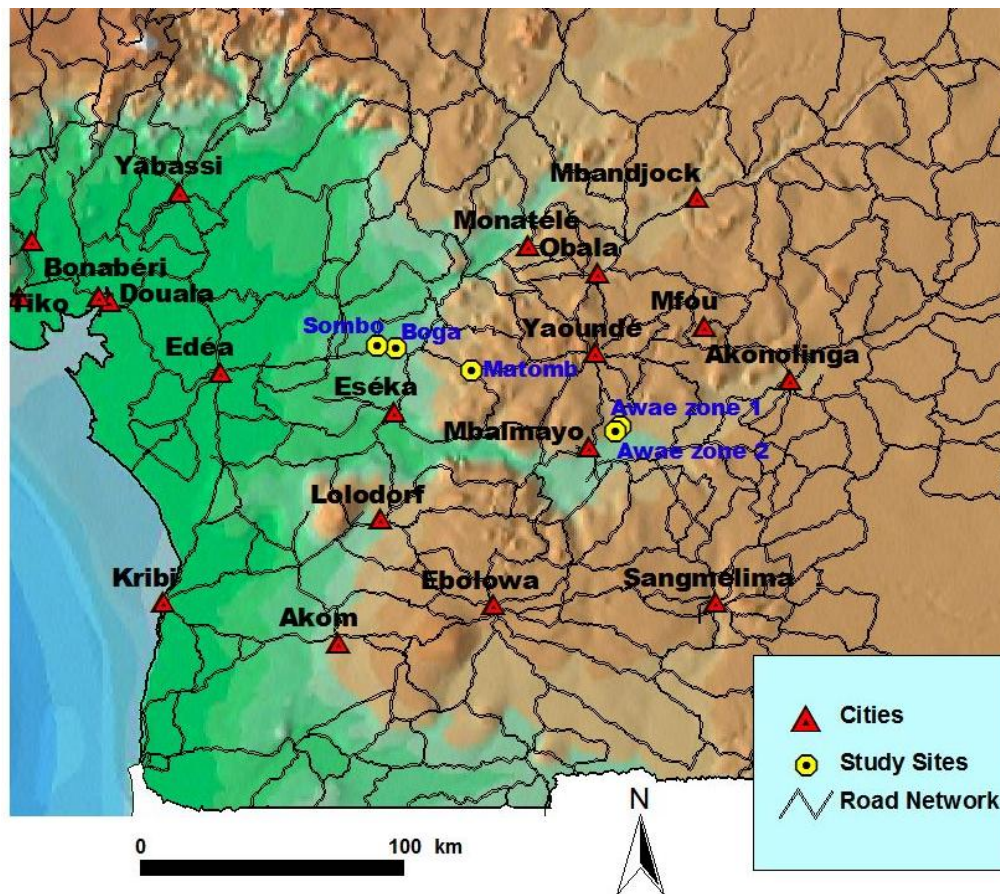 Yabassi
Mbandjock
Monatélé
Obala
Bonabéri
Tiko
Douala
Mfou
Sombo
Boga
Yaoundé
Edéa
Matomb
Akonolinga
Eséka
Awae zone 1
Mbalmayo
Awae zone 2
Lolodorf
Kribi
Ebolowa
Sangmélima
Akom
Cities
Study Sites
Road Network
N
0 100 km